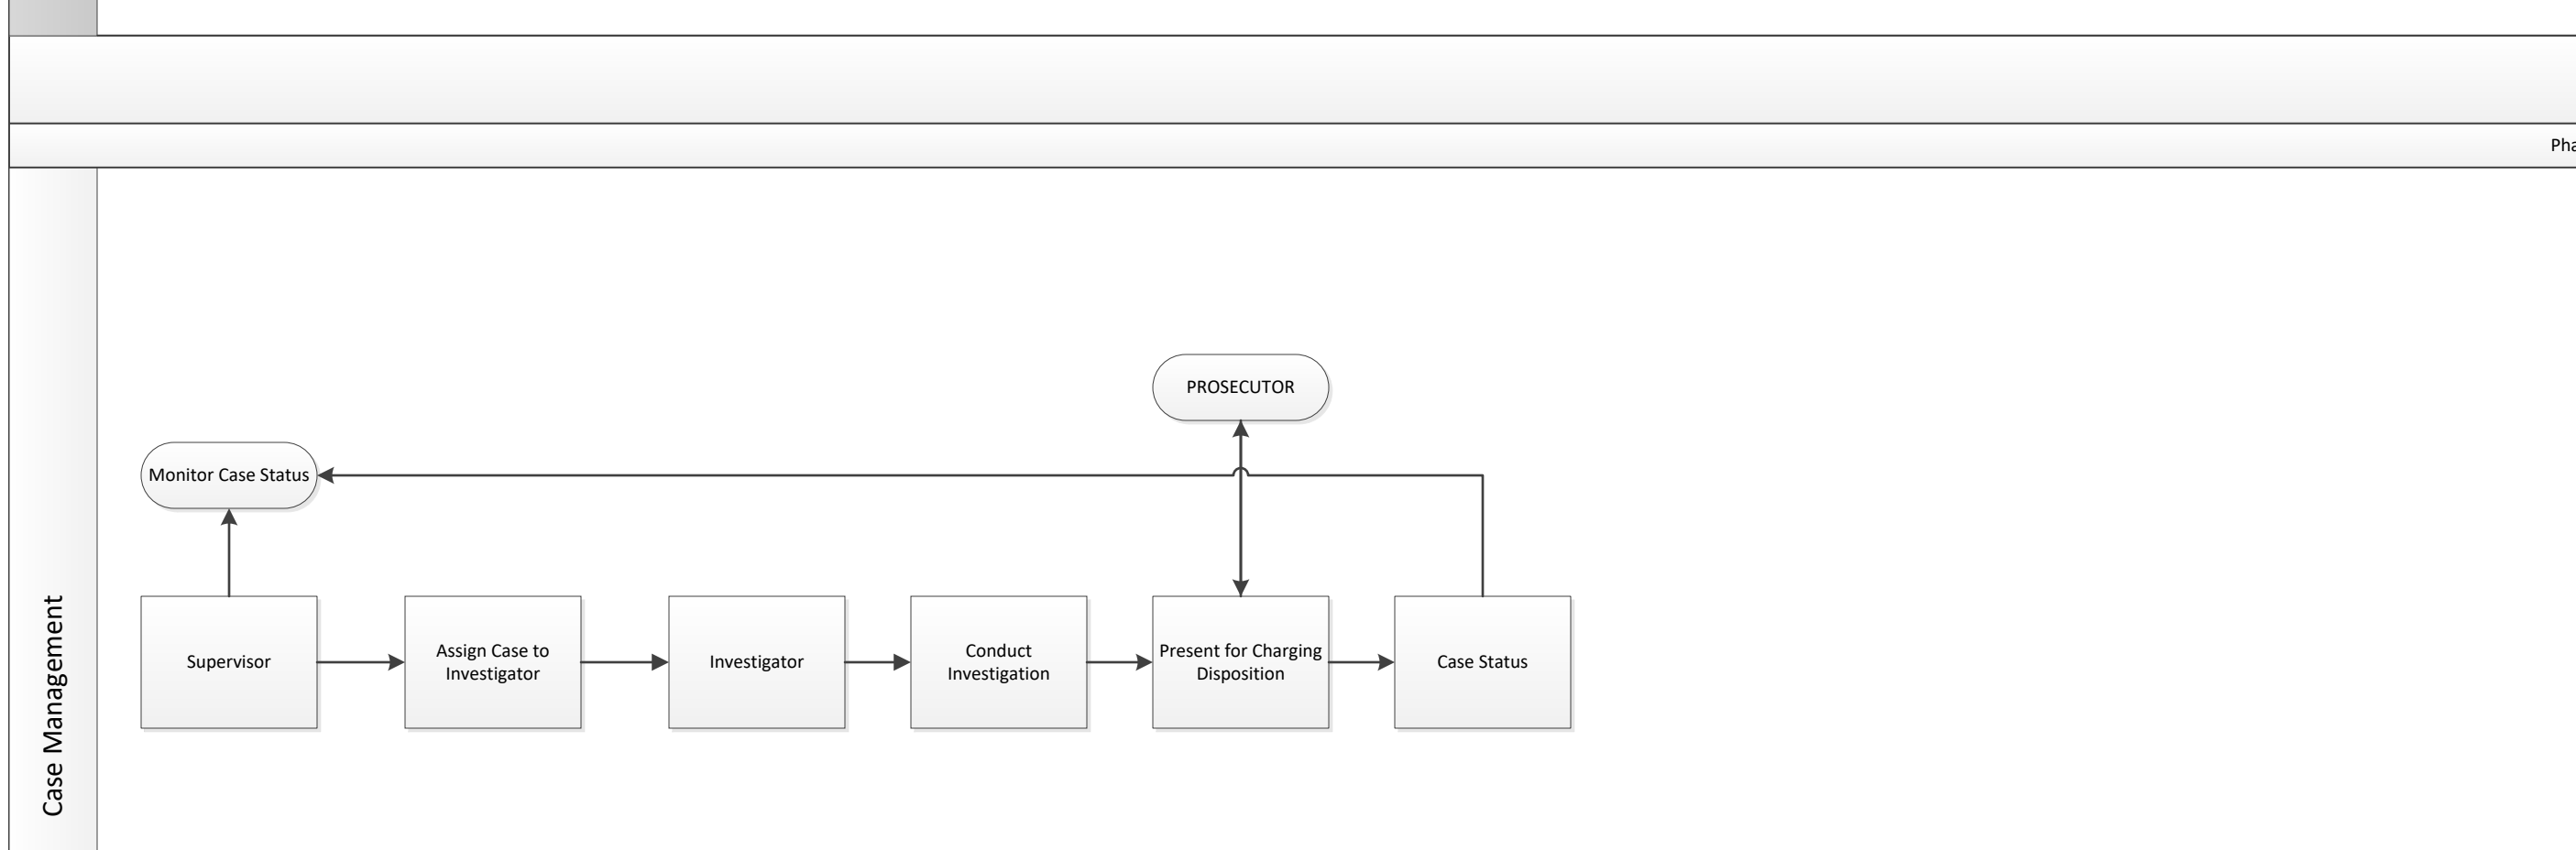 Pha
PROSECUTOR
Monitor Case Status
Supervisor
Assign Case to
Investigator
Investigator
Conduct
Investigation
Present for Charging
Disposition
Case Status
Case Management